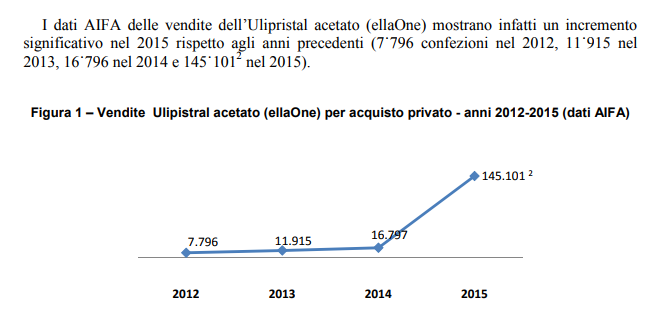 I dati AIFA delle vendite dell'Ulipristal acetato (ellaOne) mostrano infatti un incremento
significativo nel 2015 rispetto agli anni precedenti (7˙796 confezioni nel 2012, 11˙915 nel
2013, 16˙796 nel 2014 e 145˙101² nel 2015).
Figura 1 – Vendite Ulipistral acetato (ellaOne) per acquisto privato - anni 2012-2015 (dati AIFA)
145.101 ²
7.796 11.915 16.797
2012 2013 2014 2015